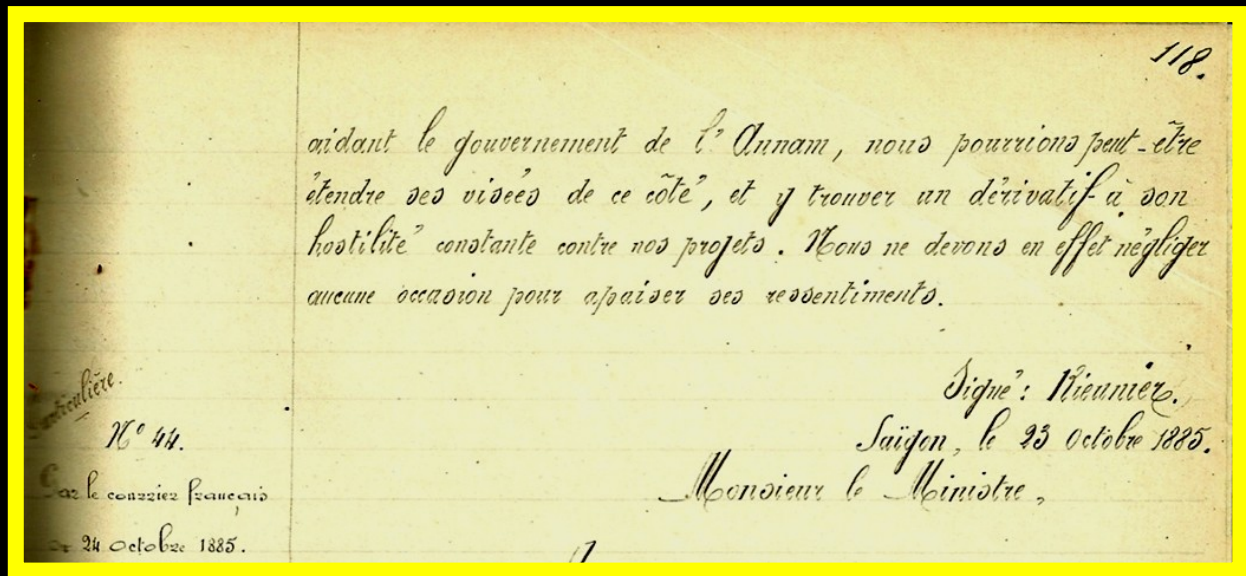 118.
aidant le gouvernement de l'Annam, nous pourrions peut-être
étendre ses visées de ce côté, et y trouver un dérivatif à son
hostilité constante contre nos projets. Nous ne devons en effet négliger
aucune occasion pour apaiser ses ressentiments.
Signé: Rieunier.
Saïgon, le 23 Octobre 1885.
Monsieur le Ministre,
Particulière.
N° 44.
Par le courrier français
24 octobre 1885.